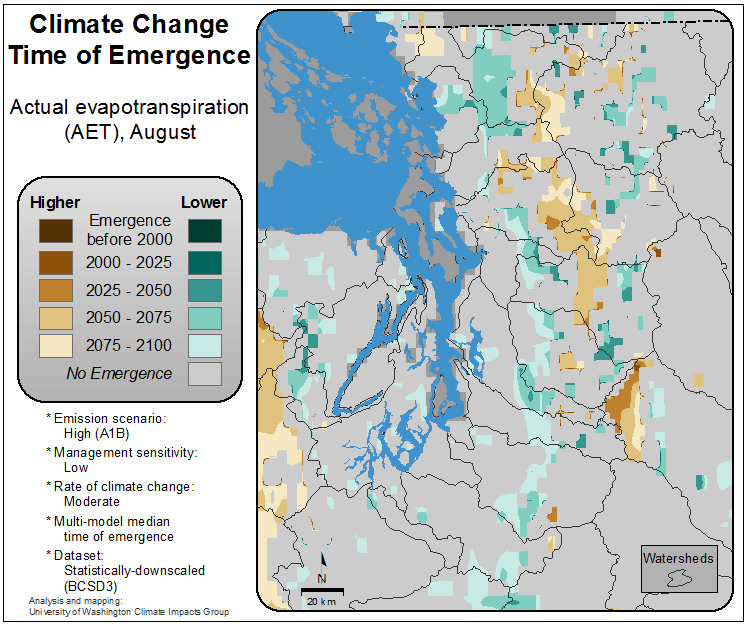 Climate Change
Time of Emergence
Actual evapotranspiration
(AET), August
Higher Lower
Emergence
before 2000
2000 - 2025
2025 - 2050
2050 - 2075
2075 - 2100
No Emergence
* Emission scenario:
High (A1B)
* Management sensitivity:
Low
* Rate of climate change:
Moderate
* Multi-model median
time of emergence
* Dataset:
Statistically-downscaled
(BCSD3)
Analysis and mapping:
University of Washington Climate Impacts Group
N
20 km
Watersheds